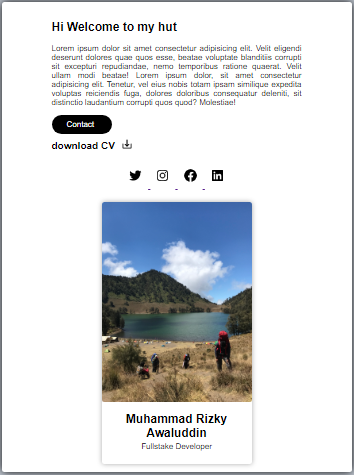 Hi Welcome to my hut
Lorem ipsum dolor sit amet consectetur adipisicing elit. Velit eligendi
deserunt dolores quae quos esse, beatae voluptate blanditiis corrupti
sit excepturi repudiandae, nemo temporibus ratione quaerat. Velit
ullam modi beatae! Lorem ipsum dolor, sit amet consectetur
adipisicing elit. Tenetur, vel eius nobis totam ipsam similique expedita
voluptas reiciendis fuga, dolores doloribus consequatur deleniti, sit
distinctio laudantium corrupti quos quod? Molestiae!
Contact
download CV
Muhammad Rizky
Awaluddin
Fullstake Developer